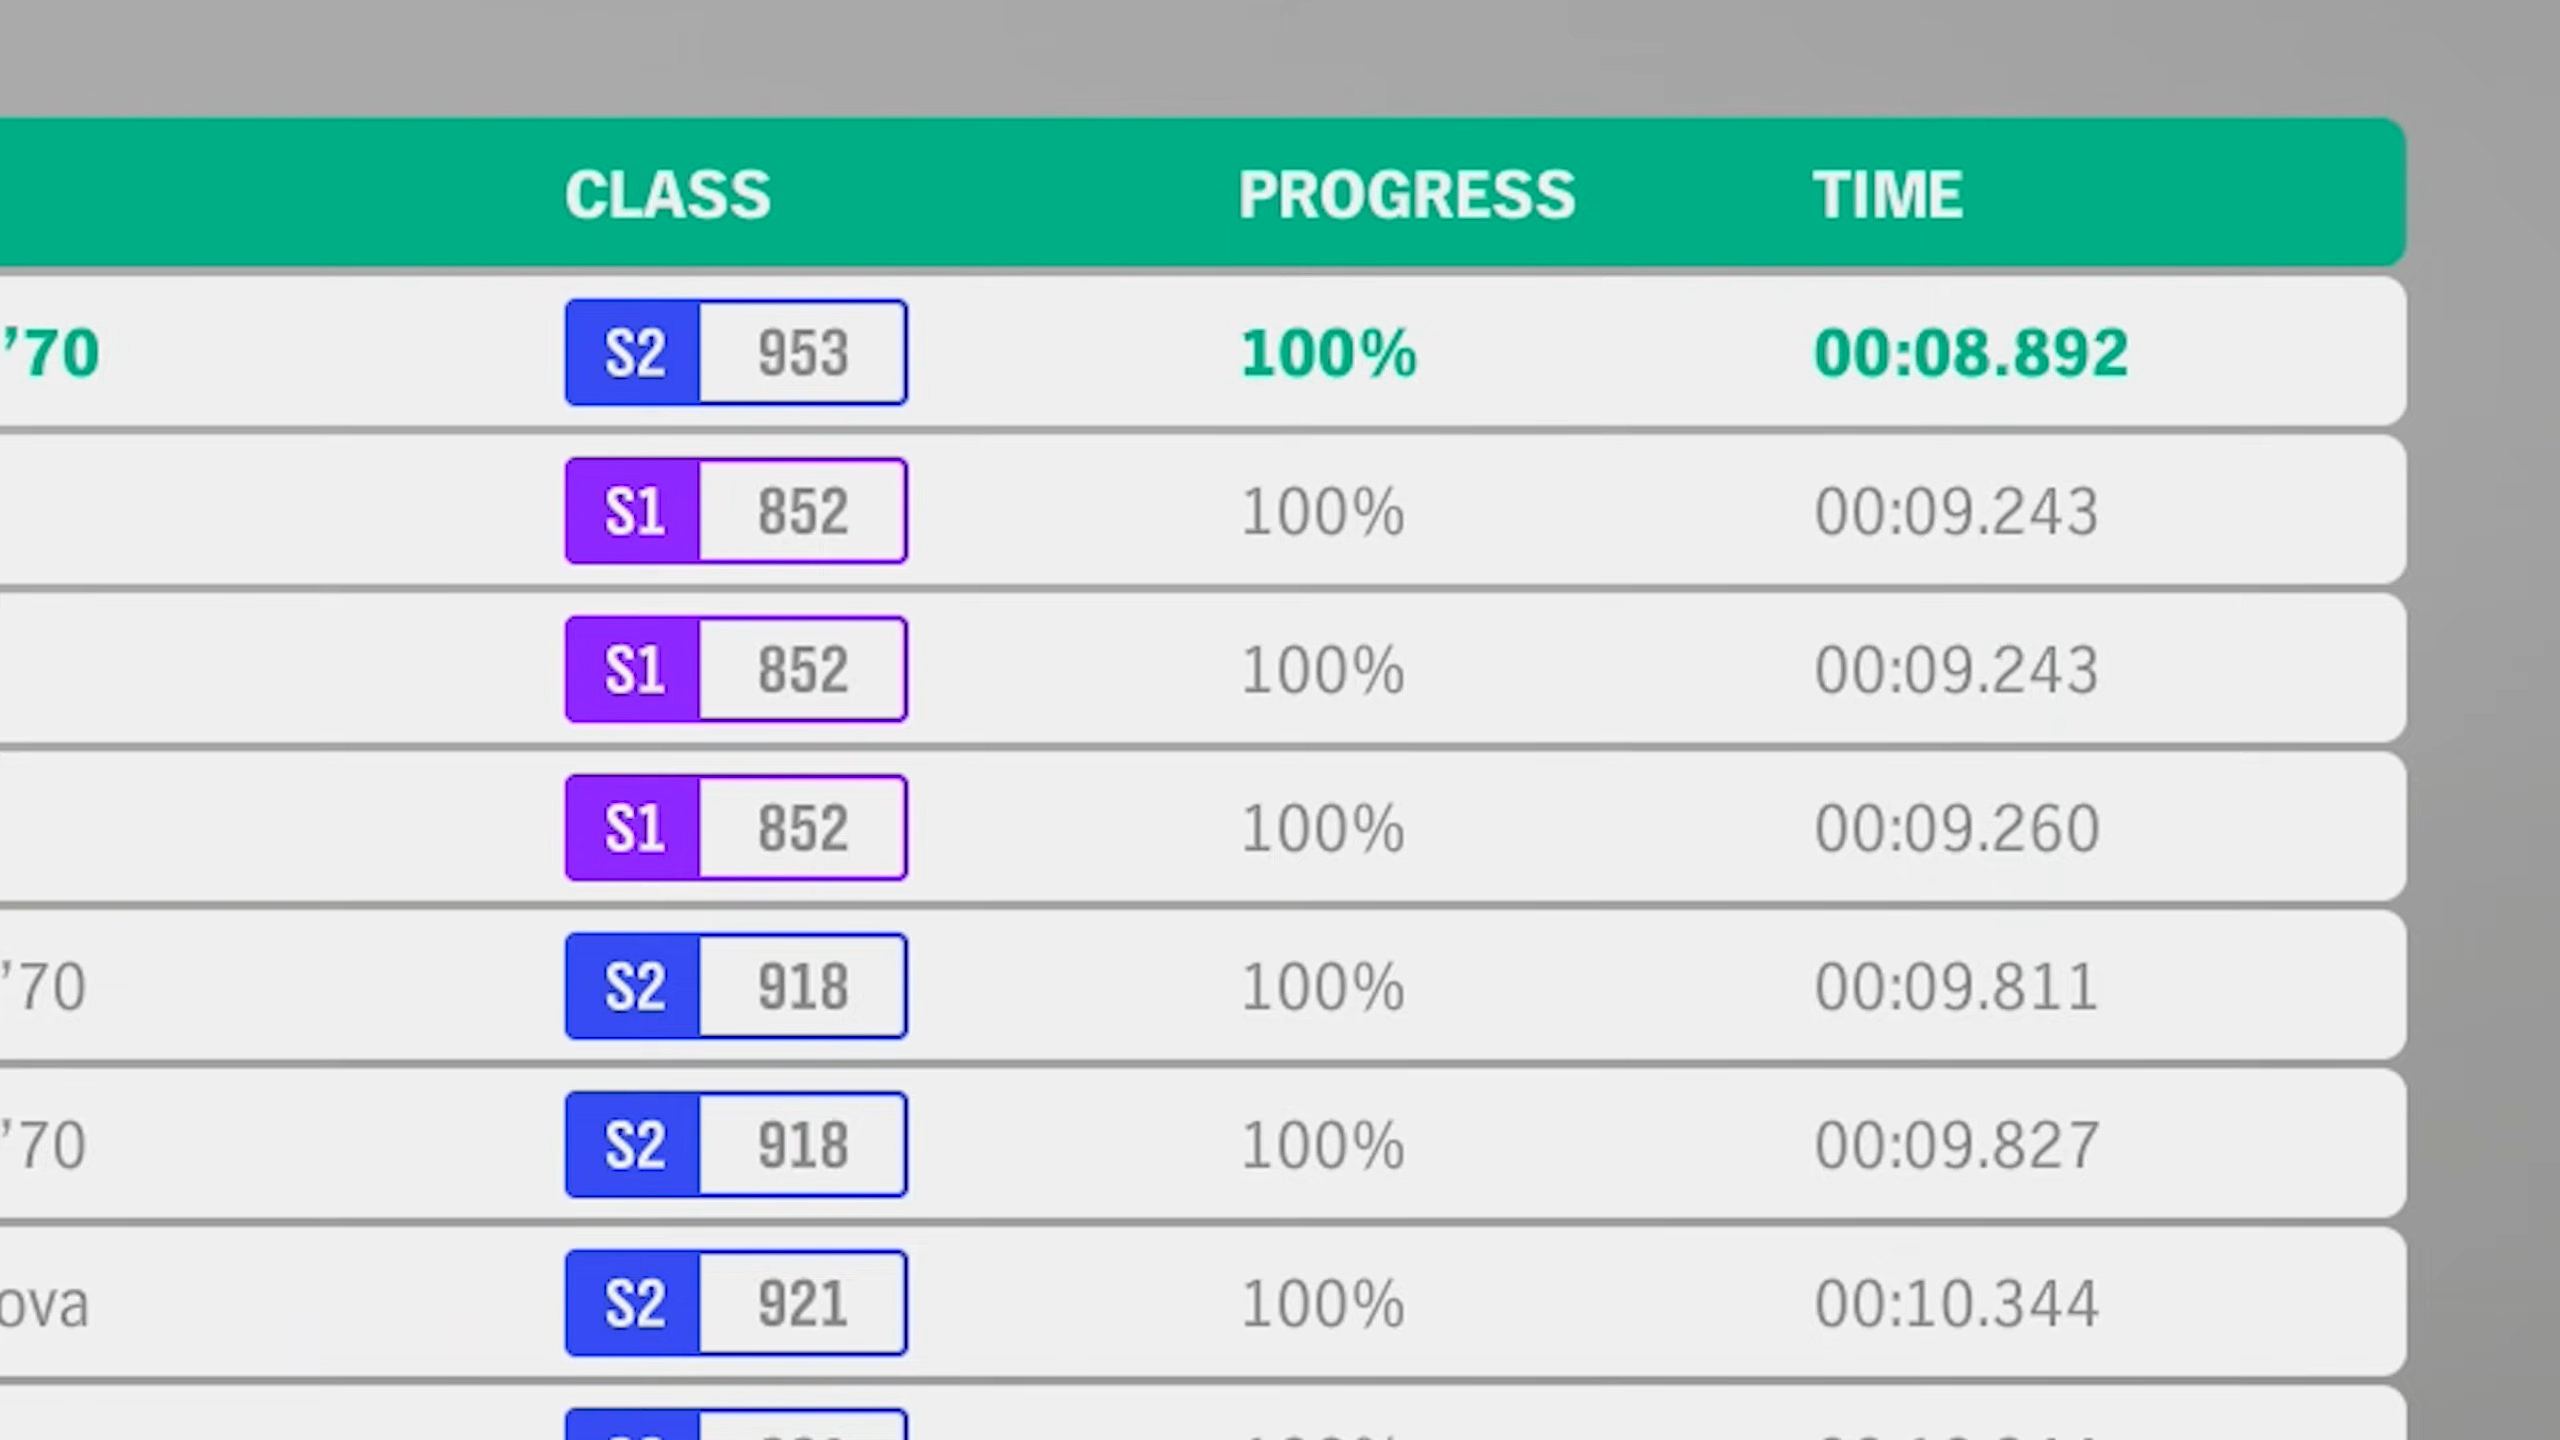 CLASS PROGRESS TIME
’70 S2 953 100% 00:08.892
S1 852 100% 00:09.243
S1 852 100% 00:09.243
S1 852 100% 00:09.260
’70 S2 918 100% 00:09.811
’70 S2 918 100% 00:09.827
ova S2 921 100% 00:10.344